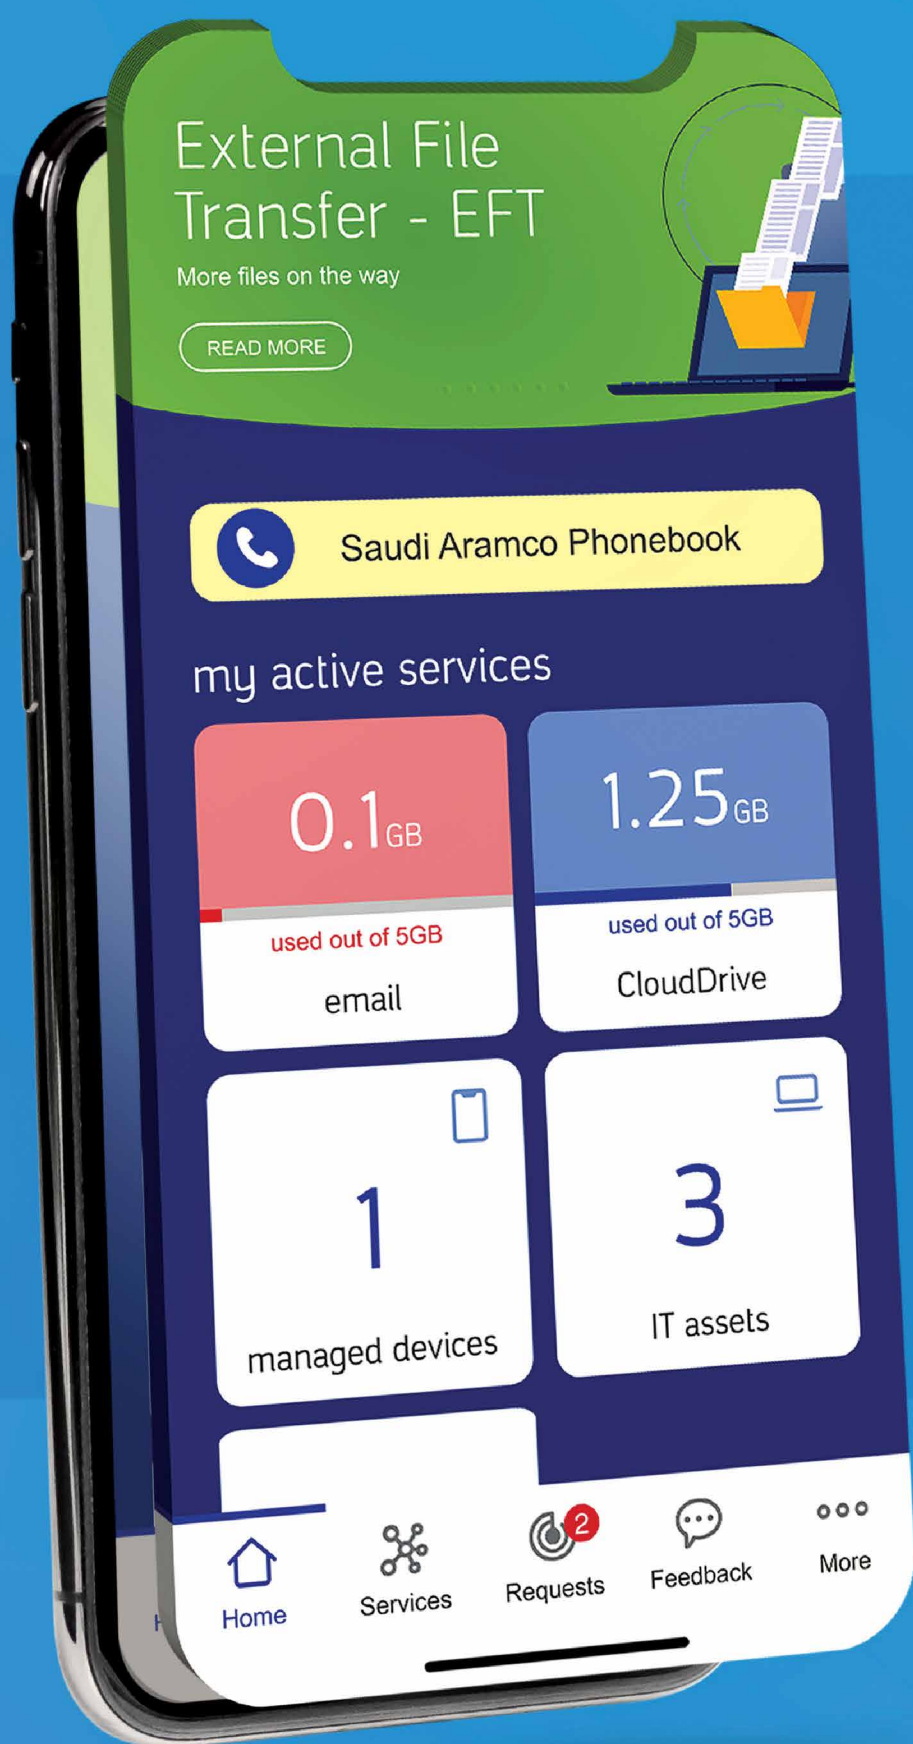 External File
Transfer - EFT
More files on the way
READ MORE
Saudi Aramco Phonebook
my active services
0.1GB
used out of 5GB
email
1.25GB
used out of 5GB
CloudDrive
1
managed devices
3
IT assets
Home
Services
2
Requests
Feedback
More